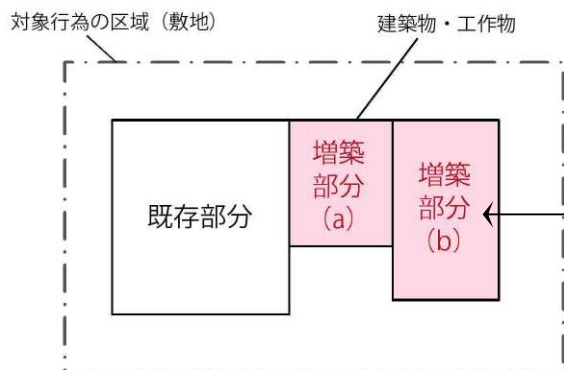 対象行為の区域（敷地）
建築物・工作物
既存部分
増築
部分
（a）
増築
部分
（b）